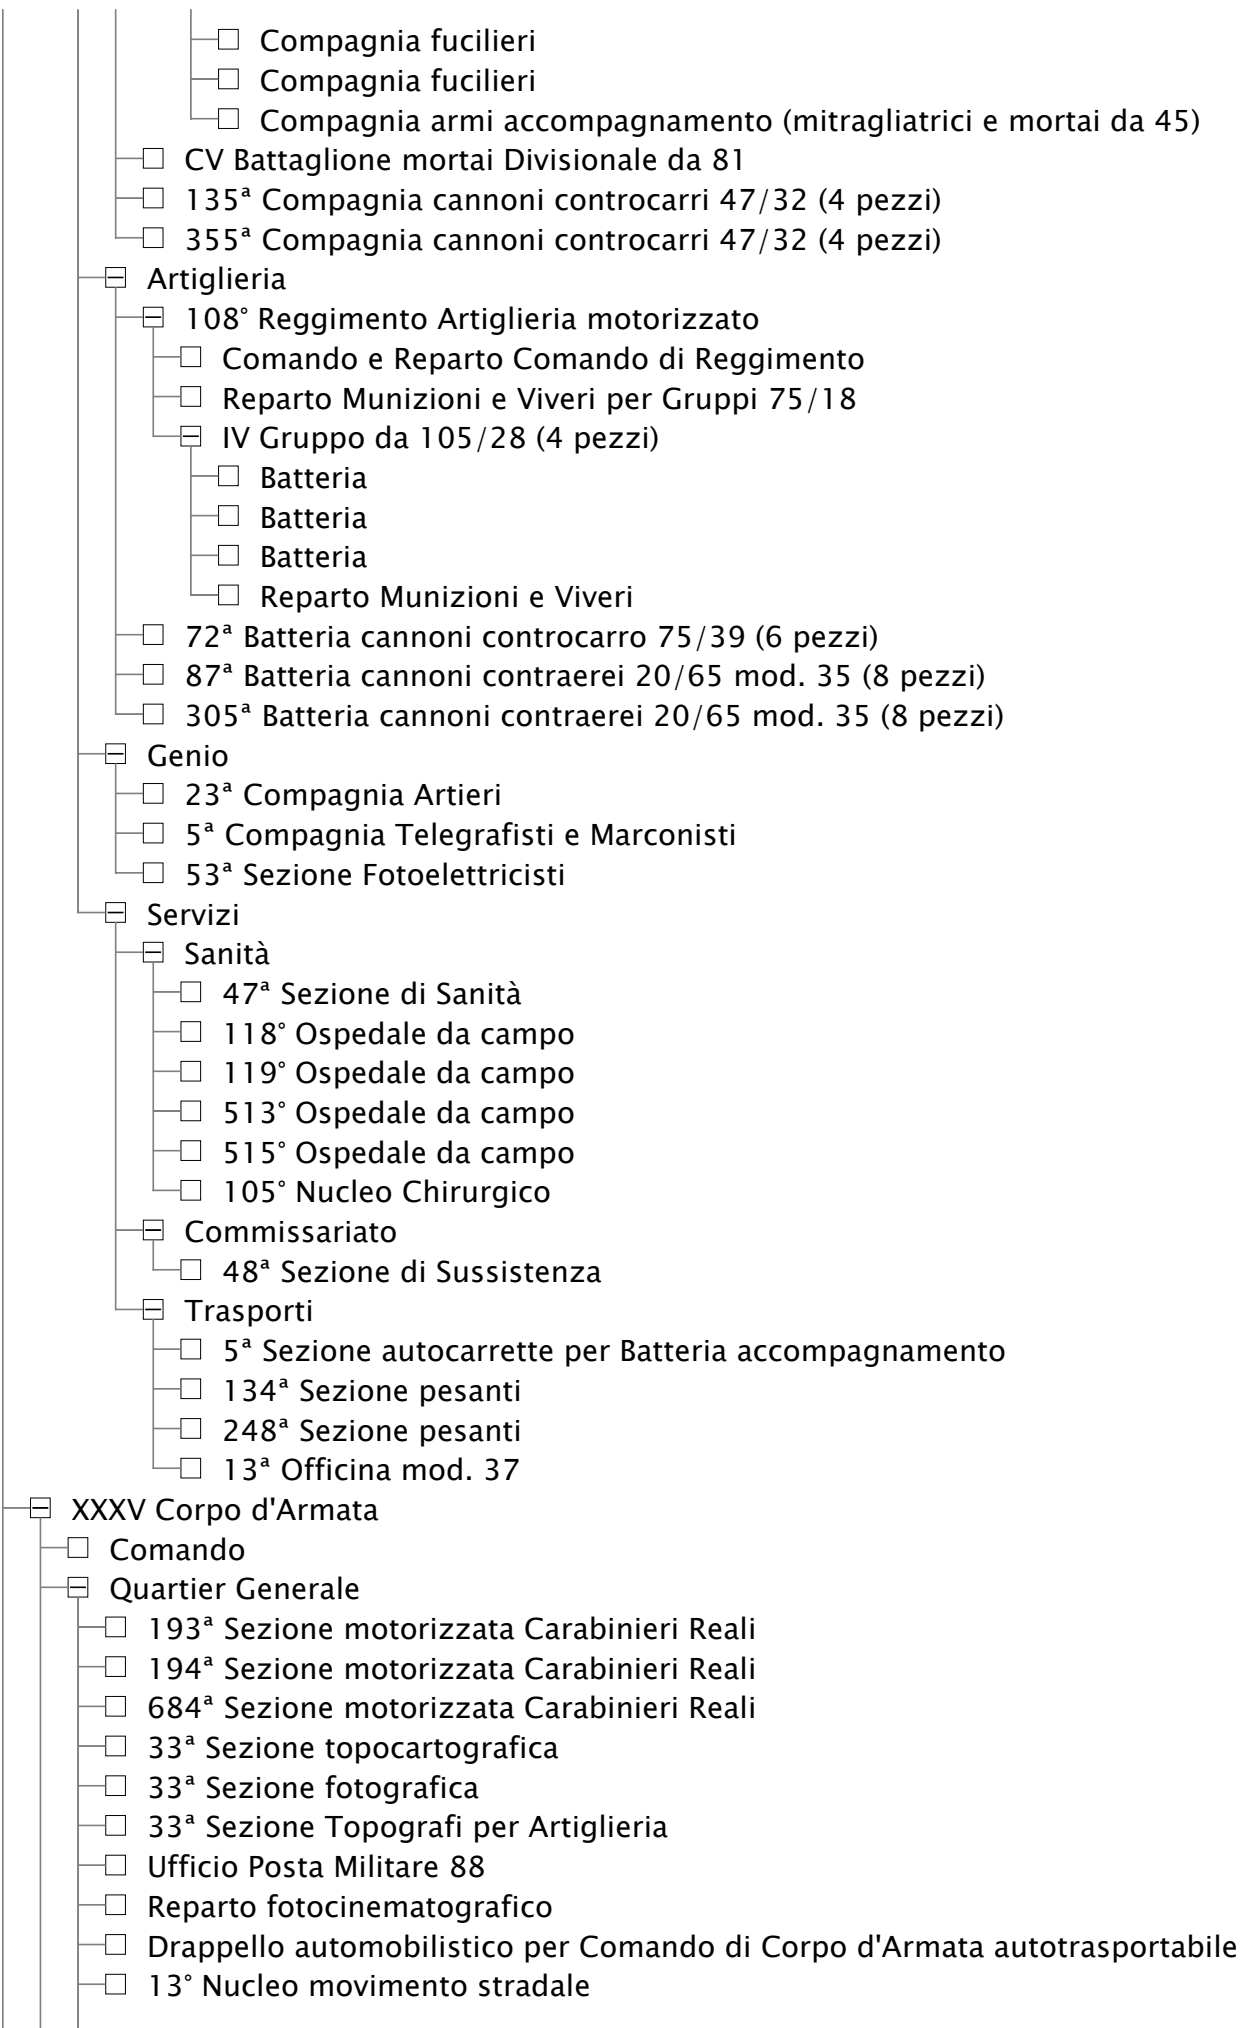 Compagnia fucilieri
Compagnia fucilieri
Compagnia armi accompagnamento (mitragliatrici e mortai da 45)
CV Battaglione mortai Divisionale da 81
135ª Compagnia cannoni controcarri 47/32 (4 pezzi)
355ª Compagnia cannoni controcarri 47/32 (4 pezzi)
Artiglieria
108° Reggimento Artiglieria motorizzato
Comando e Reparto Comando di Reggimento
Reparto Munizioni e Viveri per Gruppi 75/18
IV Gruppo da 105/28 (4 pezzi)
Batteria
Batteria
Batteria
Reparto Munizioni e Viveri
72ª Batteria cannoni controcarro 75/39 (6 pezzi)
87ª Batteria cannoni contraerei 20/65 mod. 35 (8 pezzi)
305ª Batteria cannoni contraerei 20/65 mod. 35 (8 pezzi)
Genio
23ª Compagnia Artieri
5ª Compagnia Telegrafisti e Marconisti
53ª Sezione Fotoelettricisti
Servizi
Sanità
47ª Sezione di Sanità
118° Ospedale da campo
119° Ospedale da campo
513° Ospedale da campo
515° Ospedale da campo
105° Nucleo Chirurgico
Commissariato
48ª Sezione di Sussistenza
Trasporti
5ª Sezione autocarrette per Batteria accompagnamento
134ª Sezione pesanti
248ª Sezione pesanti
13ª Officina mod. 37
XXXV Corpo d'Armata
Comando
Quartier Generale
193ª Sezione motorizzata Carabinieri Reali
194ª Sezione motorizzata Carabinieri Reali
684ª Sezione motorizzata Carabinieri Reali
33ª Sezione topocartografica
33ª Sezione fotografica
33ª Sezione Topografi per Artiglieria
Ufficio Posta Militare 88
Reparto fotocinematografico
Drappello automobilistico per Comando di Corpo d'Armata autotrasportabile
13° Nucleo movimento stradale